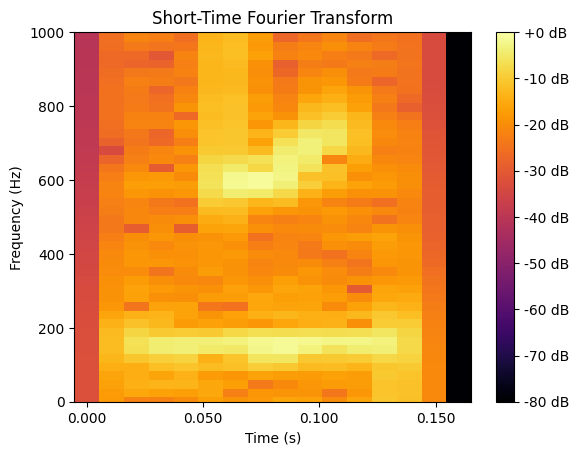 Short-Time Fourier Transform
1000
800
600
400
200
0
Frequency (Hz)
0.000
0.050
0.100
0.150
Time (s)
+0 dB
-10 dB
-20 dB
-30 dB
-40 dB
-50 dB
-60 dB
-70 dB
-80 dB